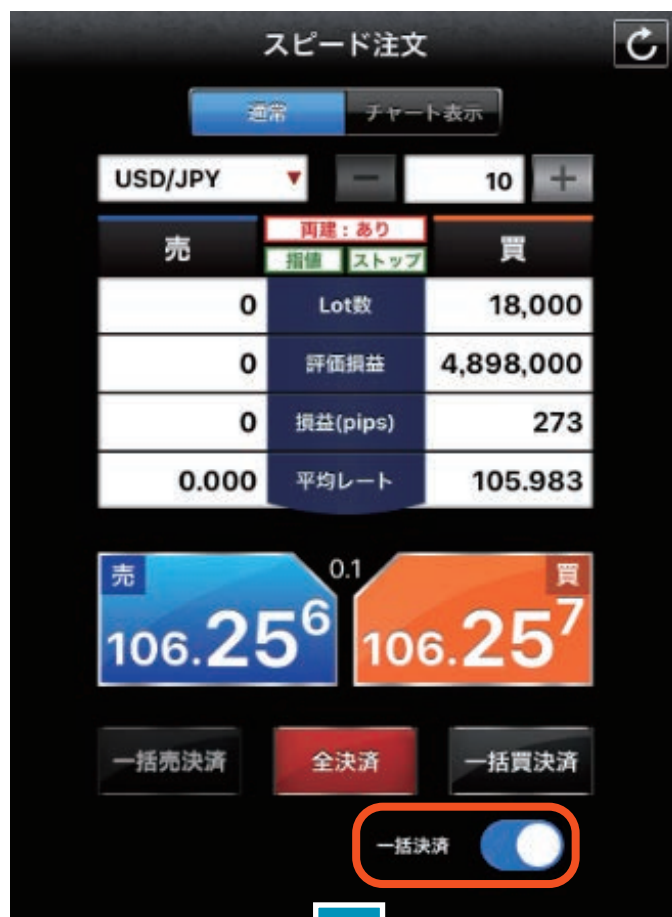 スピード注文
通常 チャート表示
USD/JPY ▼ − 10 +
売 両建：あり 買
指値 ストップ
0 Lot数 18,000
0 評価損益 4,898,000
0 損益(pips) 273
0.000 平均レート 105.983
売 0.1 買
106.256 106.257
一括売決済 全決済 一括買決済
一括決済